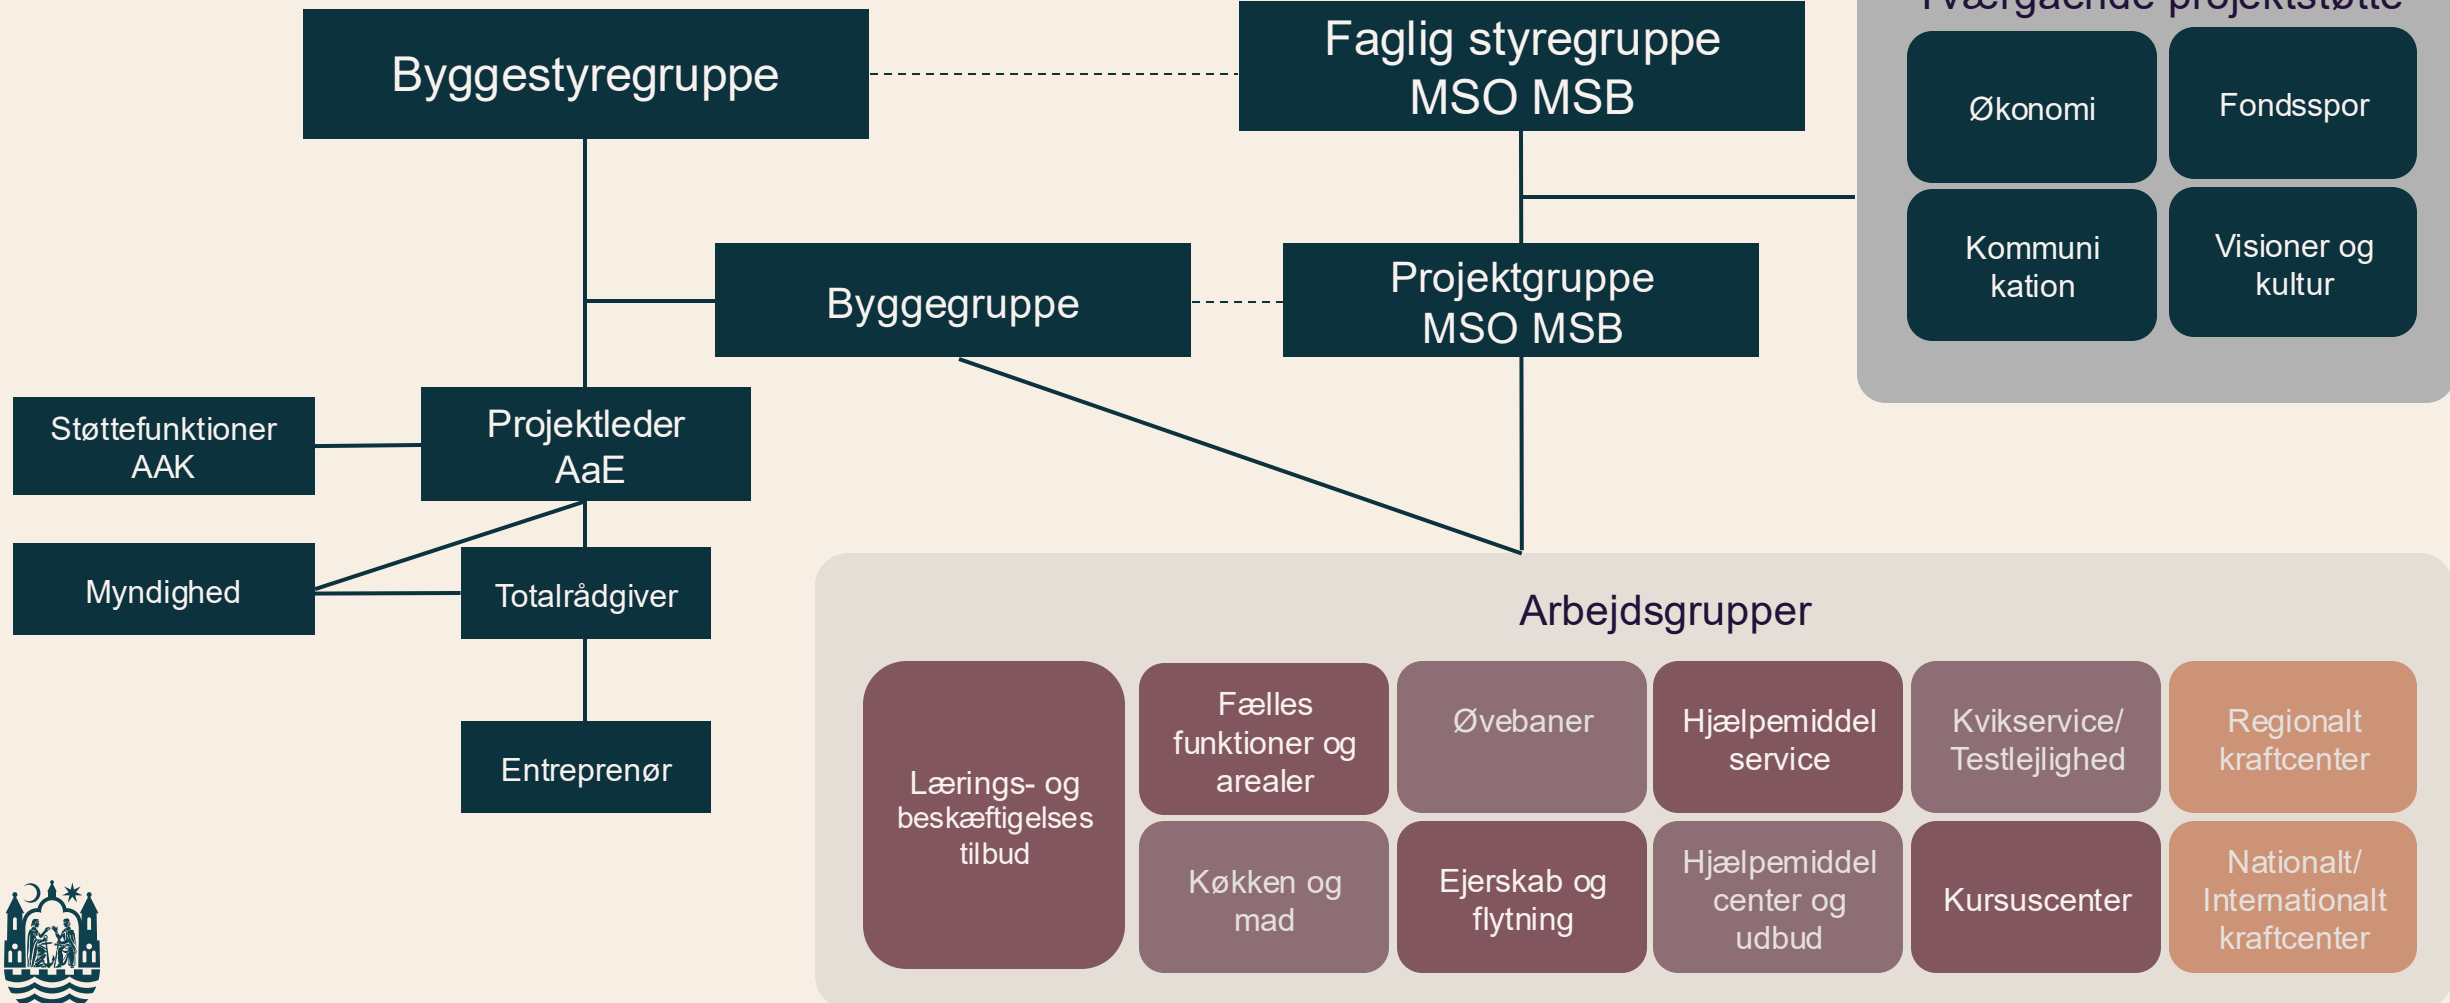 Tværgående projektstøtte
Byggestyregruppe
Faglig styregruppe
MSO MSB
Økonomi
Fondsspor
Kommuni
kation
Visioner og
kultur
Byggegruppe
Projektgruppe
MSO MSB
Støttefunktioner
AAK
Projektleder
AaE
Myndighed
Totalrådgiver
Entreprenør
Arbejdsgrupper
Lærings- og
beskæftigelses
tilbud
Fælles
funktioner og
arealer
Øvebaner
Hjælpemiddel
service
Kvikservice/
Testlejlighed
Regionalt
kraftcenter
Køkken og
mad
Ejerskab og
flytning
Hjælpemiddel
center og
udbud
Kursuscenter
Nationalt/
Internationalt
kraftcenter